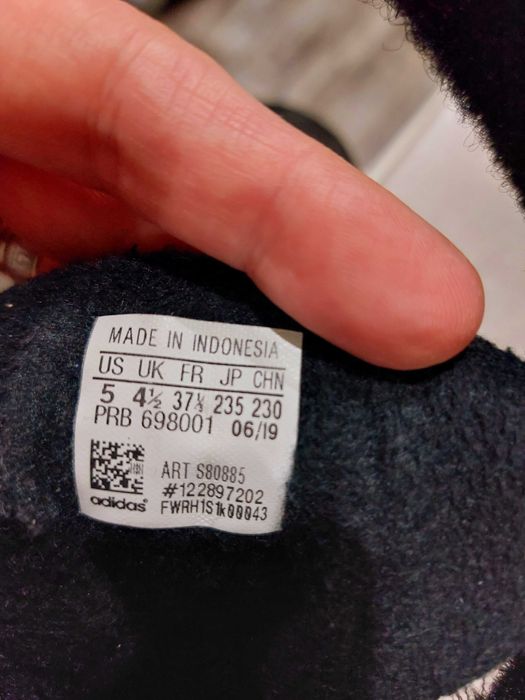 MADE IN INDONESIA
US UK FR JP CHN
5 4½ 37⅓ 235 230
PRB 698001 06/19
ART S80885
#122897202
adidas FWRH1S1k00043